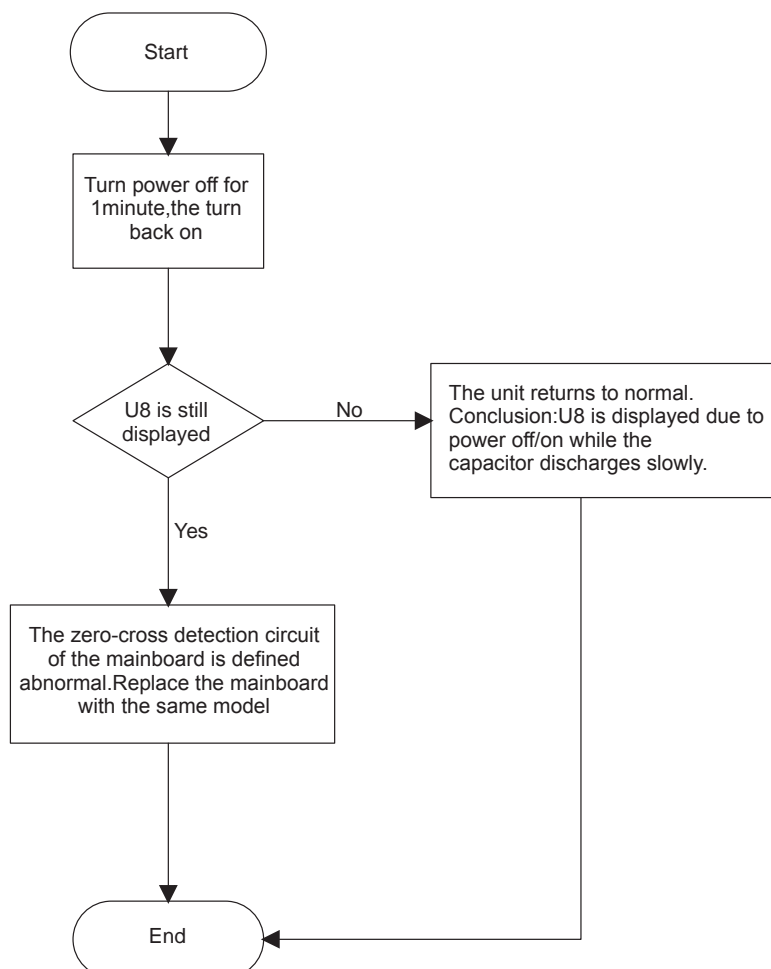 Start
Turn power off for
1minute,the turn
back on
U8 is still
displayed
No
The unit returns to normal.
Conclusion:U8 is displayed due to
power off/on while the
capacitor discharges slowly.
Yes
The zero-cross detection circuit
of the mainboard is defined
abnormal.Replace the mainboard
with the same model
End